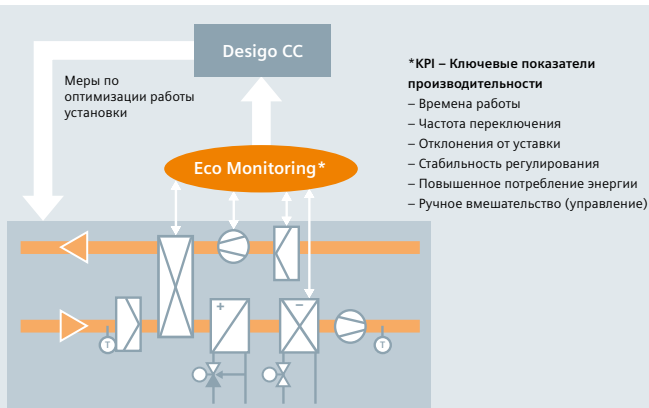 Desigo CC
Меры по
оптимизации работы
установки
Eco Monitoring*
*KPI – Ключевые показатели
производительности
– Времена работы
– Частота переключения
– Отклонения от уставки
– Стабильность регулирования
– Повышенное потребление энергии
– Ручное вмешательство (управление)
+
–
T
T